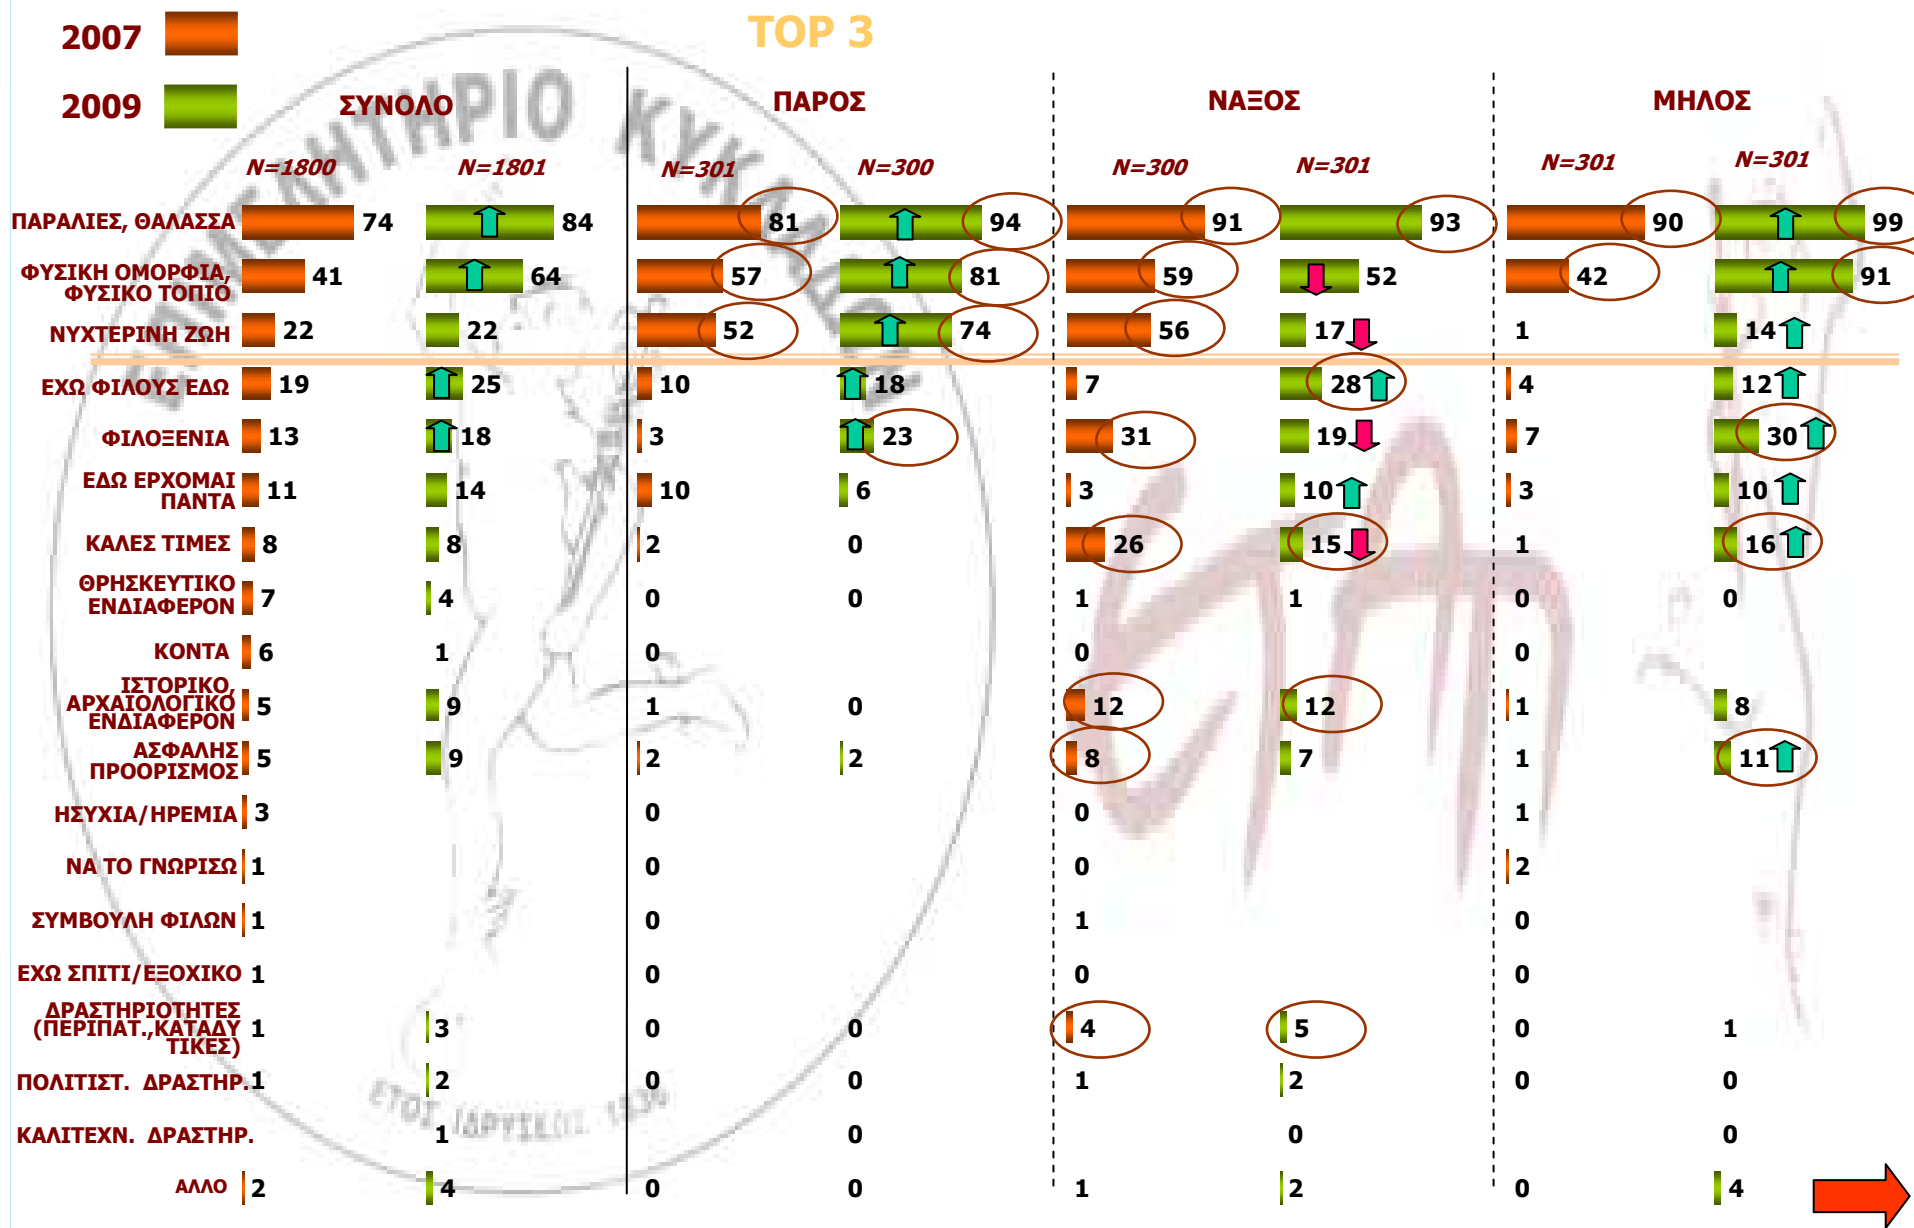 2007
TOP 3
2009
ΣΥΝΟΛΟ ΠΑΡΟΣ ΝΑΞΟΣ ΜΗΛΟΣ
N=1800 N=1801 N=301 N=300 N=300 N=301 N=301 N=301
ΠΑΡΑΛΙΕΣ, ΘΑΛΑΣΣΑ 74 84 81 94 91 93 90 99
ΦΥΣΙΚΗ ΟΜΟΡΦΙΑ,
ΦΥΣΙΚΟ ΤΟΠΙΟ 41 64 57 81 59 52 42 91
ΝΥΧΤΕΡΙΝΗ ΖΩΗ 22 22 52 74 56 17 1 14
ΕΧΩ ΦΙΛΟΥΣ ΕΔΩ 19 25 10 18 7 28 4 12
ΦΙΛΟΞΕΝΙΑ 13 18 3 23 31 19 7 30
ΕΔΩ ΕΡΧΟΜΑΙ
ΠΑΝΤΑ 11 14 10 6 3 10 3 10
ΚΑΛΕΣ ΤΙΜΕΣ 8 8 2 0 26 15 1 16
ΘΡΗΣΚΕΥΤΙΚΟ
ΕΝΔΙΑΦΕΡΟΝ 7 4 0 0 1 1 0 0
ΚΟΝΤΑ 6 1 0 0 0
ΙΣΤΟΡΙΚΟ,
ΑΡΧΑΙΟΛΟΓΙΚΟ
ΕΝΔΙΑΦΕΡΟΝ 5 9 1 0 12 12 1 8
ΑΣΦΑΛΗΣ
ΠΡΟΟΡΙΣΜΟΣ 5 9 2 2 8 7 1 11
ΗΣΥΧΙΑ/ΗΡΕΜΙΑ 3 0 0 1
ΝΑ ΤΟ ΓΝΩΡΙΣΩ 1 0 0 2
ΣΥΜΒΟΥΛΗ ΦΙΛΩΝ 1 0 1 0
ΕΧΩ ΣΠΙΤΙ/ΕΞΟΧΙΚΟ 1 0 0 0
ΔΡΑΣΤΗΡΙΟΤΗΤΕΣ
(ΠΕΡΙΠΑΤ.,ΚΑΤΑΔΥ
ΤΙΚΕΣ) 1 3 0 0 4 5 0 1
ΠΟΛΙΤΙΣΤ. ΔΡΑΣΤΗΡ. 1 2 0 0 1 2 0 0
ΚΑΛΙΤΕΧΝ. ΔΡΑΣΤΗΡ. 1 0 0 0
ΑΛΛΟ 2 4 0 0 1 2 0 4
ΕΠΙΜΕΛΗΤΗΡΙΟ ΚΥΚΛΑΔΩΝ
ΕΤΟΣ ΙΔΡΥΣΕΩΣ 1836